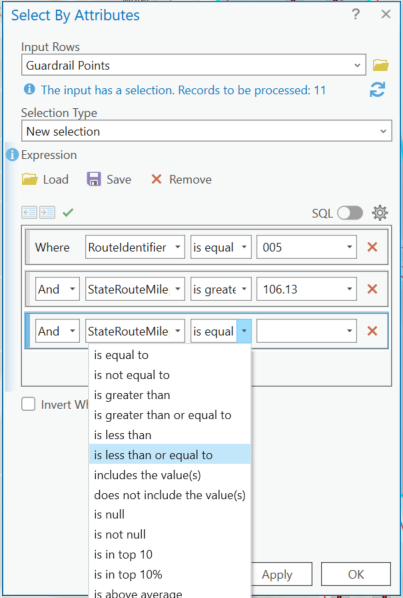 Select By Attributes ? ×
Input Rows
Guardrail Points
The input has a selection. Records to be processed: 11
Selection Type
New selection
Expression
Load Save Remove
SQL
Where RouteIdentifier is equal 005
And StateRouteMile is greate 106.13
And StateRouteMile is equal
is equal to
is not equal to
is greater than
is greater than or equal to
Invert Wh
is less than
is less than or equal to
includes the value(s)
does not include the value(s)
is null
is not null
is in top 10
is in top 10%
Apply OK
is above average